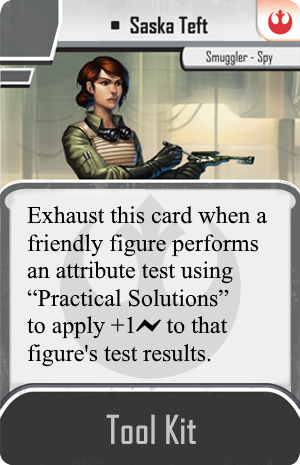 ▪ Saska Teft
Smuggler - Spy
Exhaust this card when a
friendly figure performs
an attribute test using
“Practical Solutions”
to apply +1 to that
figure's test results.
Tool Kit